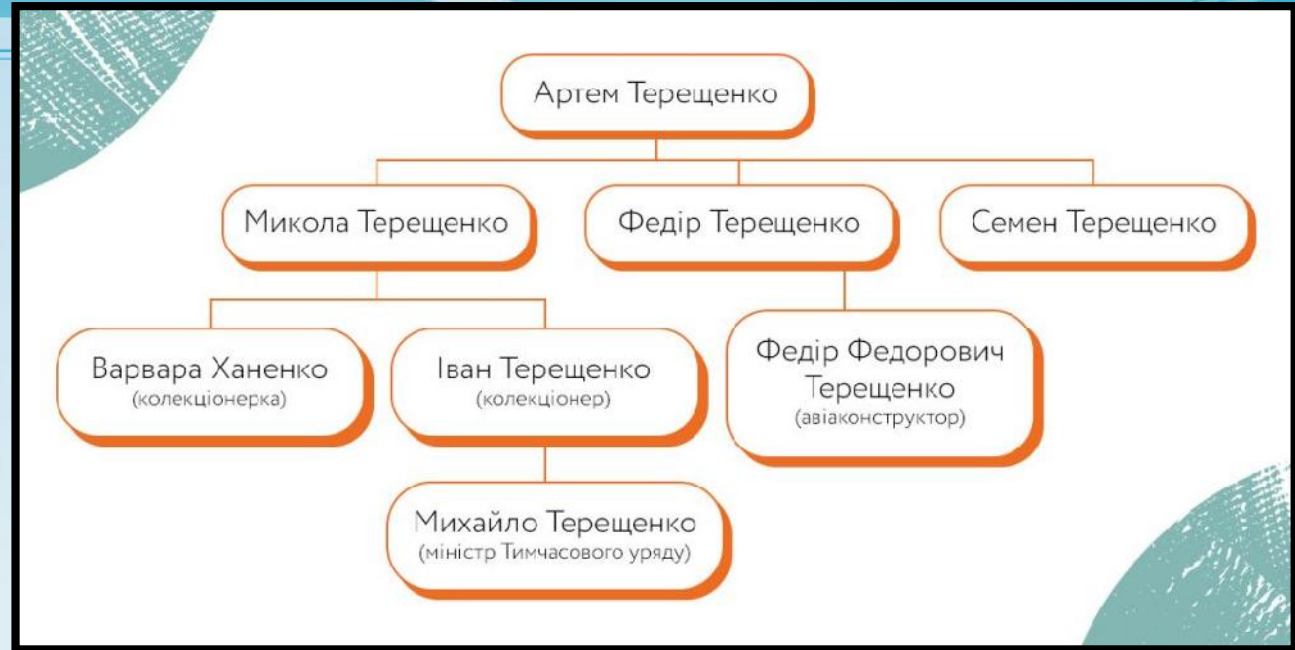 Артем Терещенко
Микола Терещенко
Федір Терещенко
Семен Терещенко
Варвара Ханенко
(колекціонерка)
Іван Терещенко
(колекціонер)
Федір Федорович
Терещенко
(авіаконструктор)
Михайло Терещенко
(міністр Тимчасового уряду)